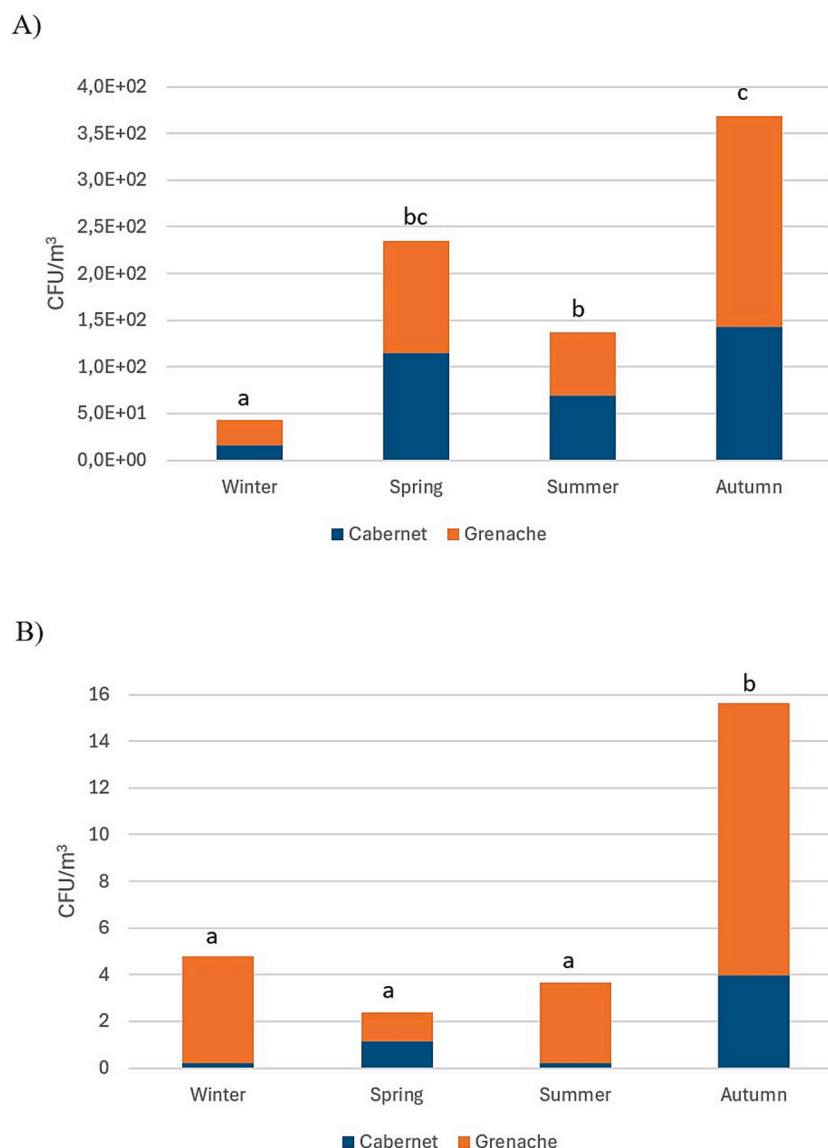 A)
4,0E+02
3,5E+02
3,0E+02
2,5E+02
2,0E+02
1,5E+02
1,0E+02
5,0E+01
0,0E+00
CFU/m³
a
bc
b
c
Winter Spring Summer Autumn
Cabernet Grenache
B)
16
14
12
10
8
6
4
2
0
CFU/m³
a
a
a
b
Winter Spring Summer Autumn
Cabernet Grenache